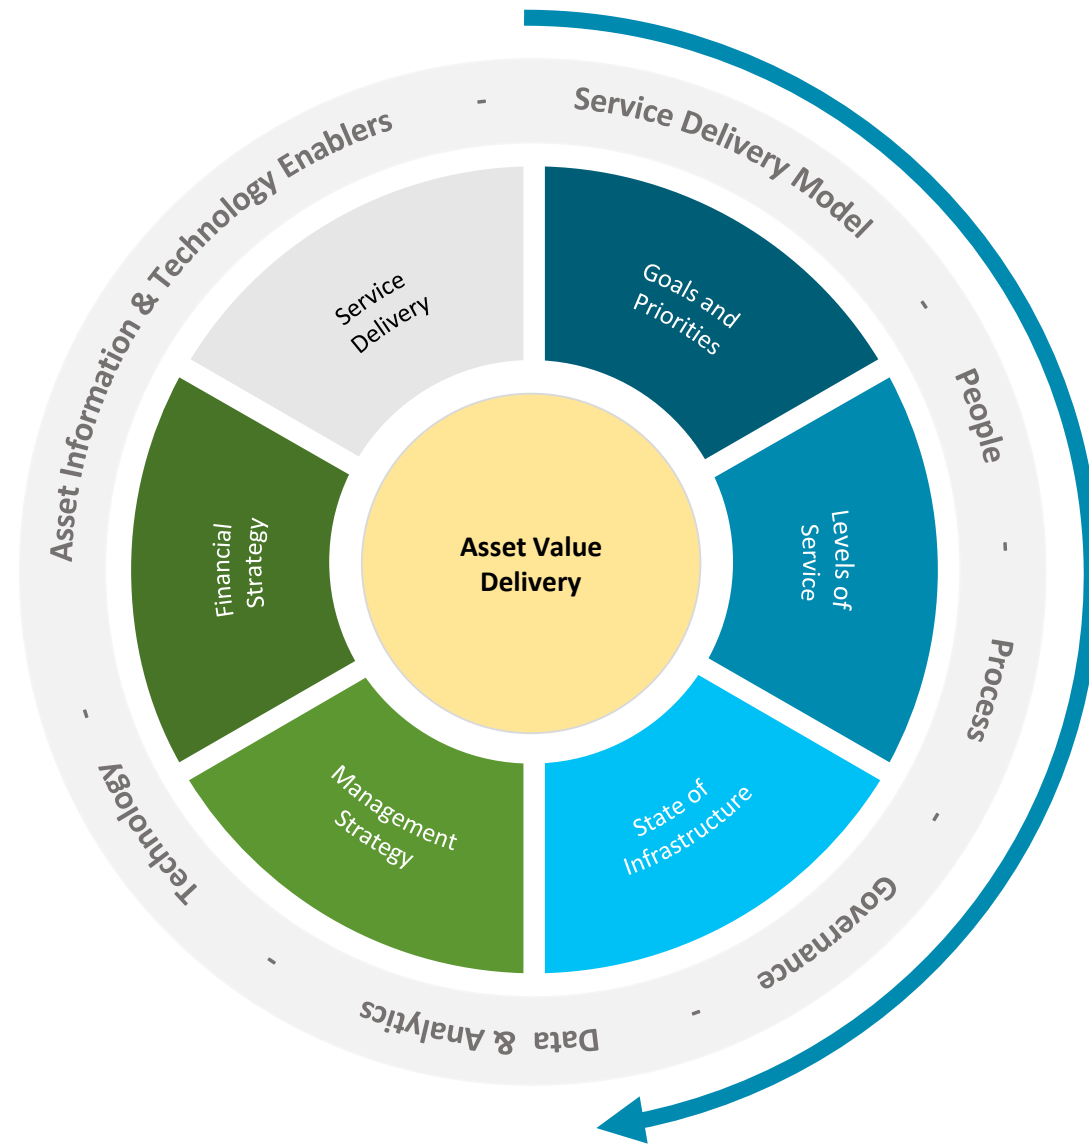 Service Delivery Model - People - Process - Governance - Data & Analytics - Technology - Asset Information & Technology Enablers -
Goals and
Priorities
Levels of
Service
State of
Infrastructure
Management
Strategy
Financial
Strategy
Service
Delivery
Asset Value
Delivery